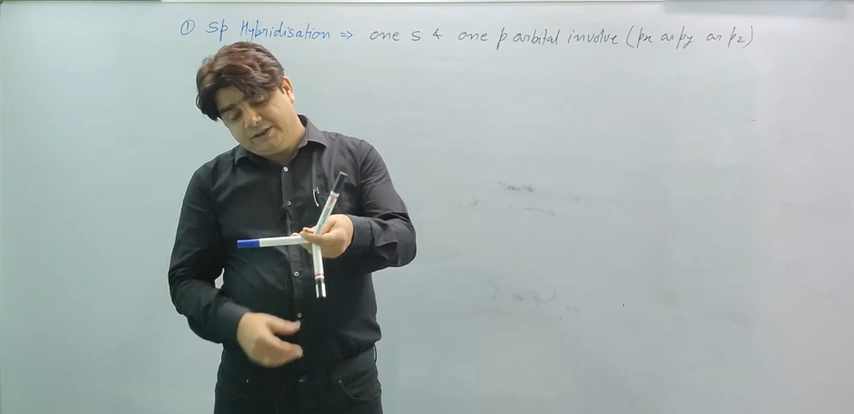 ① Sp Hybridisation ⇒ one s & one p orbital involve (px or py or pz)